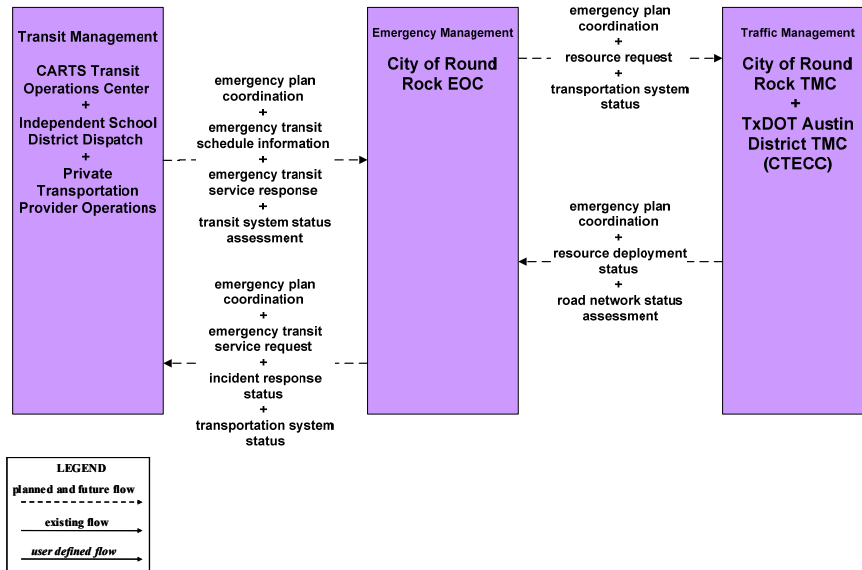 Transit Management
CARTS Transit
Operations Center
+
Independent School
District Dispatch
+
Private
Transportation
Provider Operations
emergency plan
coordination
+
emergency transit
schedule information
+
emergency transit
service response
+
transit system status
assessment
emergency plan
coordination
+
emergency transit
service request
+
incident response
status
+
transportation system
status
Emergency Management
City of Round
Rock EOC
emergency plan
coordination
+
resource request
+
transportation system
status
emergency plan
coordination
+
resource deployment
status
+
road network status
assessment
Traffic Management
City of Round
Rock TMC
+
TxDOT Austin
District TMC
(CTECC)
LEGEND
planned and future flow
existing flow
user defined flow